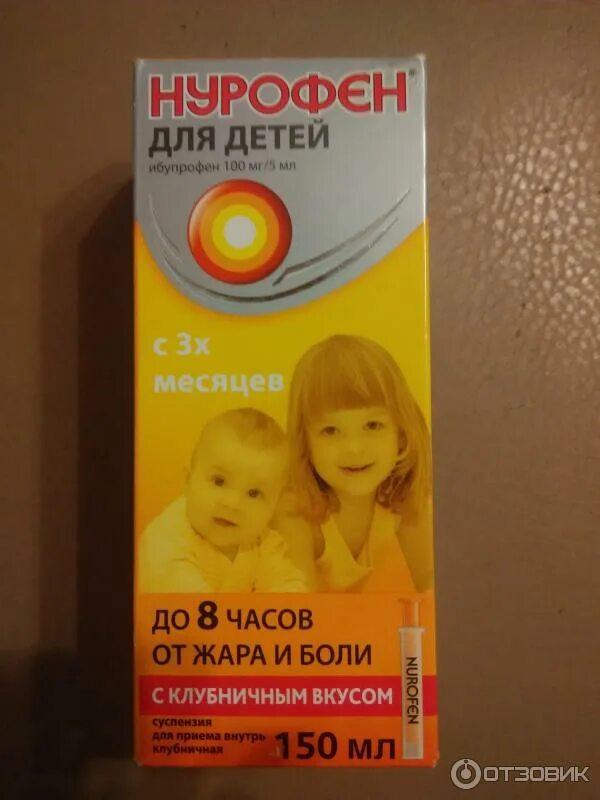 НУРОФЕН®
ДЛЯ ДЕТЕЙ
ибупрофен 100 мг/5 мл
с 3х
месяцев
ДО 8 ЧАСОВ
ОТ ЖАРА И БОЛИ
С КЛУБНИЧНЫМ ВКУСОМ
суспензия
для приема внутрь
клубничная
150 мл
NUROFEN
ОТЗОВИК